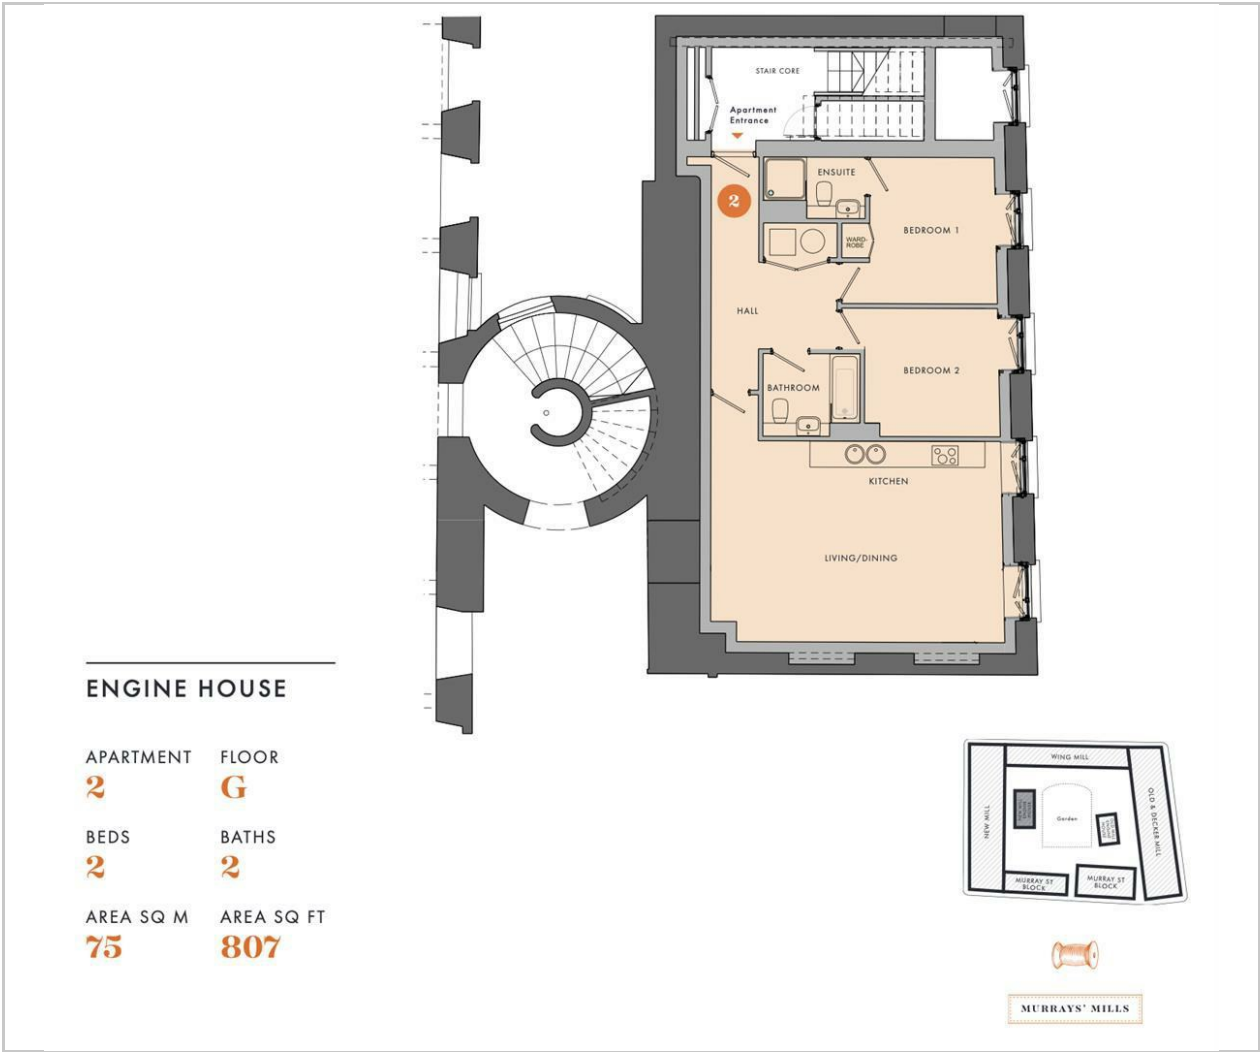 STAIR CORE
Apartment
Entrance
2
ENSUITE
BEDROOM 1
WARD-
ROBE
HALL
BEDROOM 2
BATHROOM
KITCHEN
LIVING/DINING
ENGINE HOUSE
APARTMENT FLOOR
2 G
BEDS BATHS
2 2
AREA SQ M AREA SQ FT
75 807
WING MILL
NEW MILL
Garden
OLD & DECKER MILL
MURRAY ST
BLOCK
MURRAY ST
BLOCK
MURRAYS' MILLS